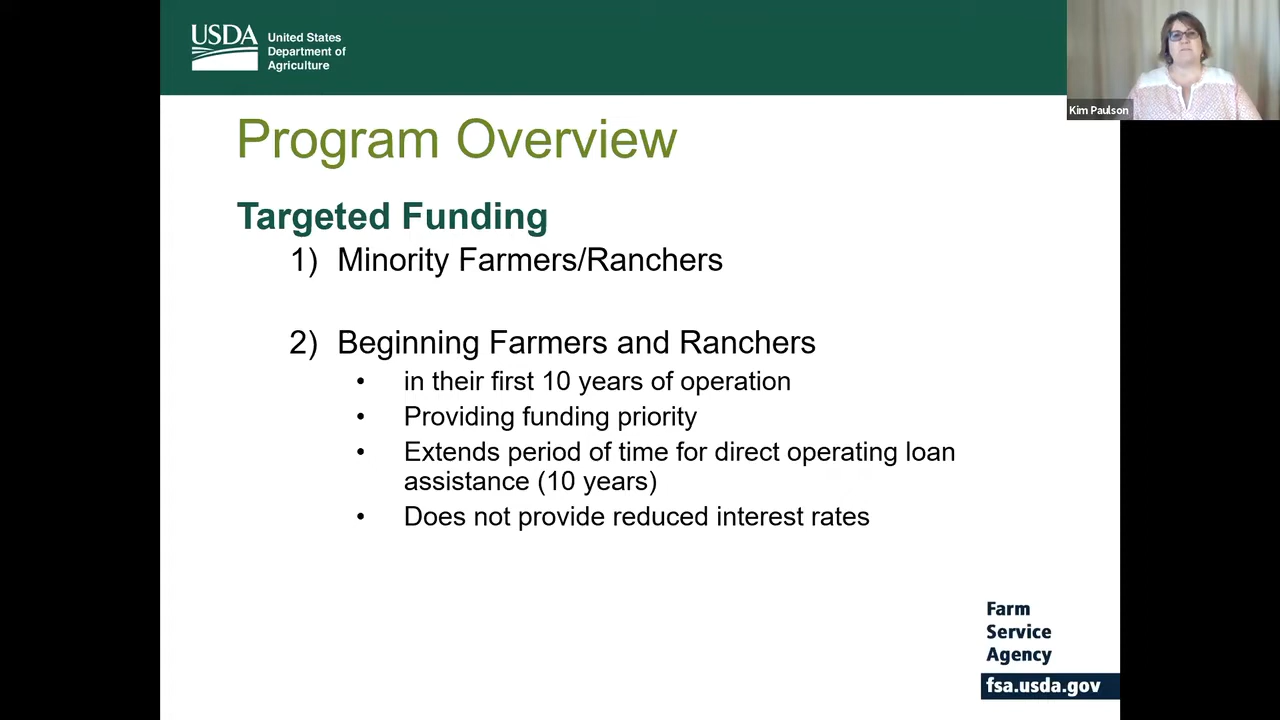 USDA
United States
Department of
Agriculture
Kim Paulson
Program Overview
Targeted Funding
1) Minority Farmers/Ranchers
2) Beginning Farmers and Ranchers
• in their first 10 years of operation
• Providing funding priority
• Extends period of time for direct operating loan
assistance (10 years)
• Does not provide reduced interest rates
Farm
Service
Agency
fsa.usda.gov